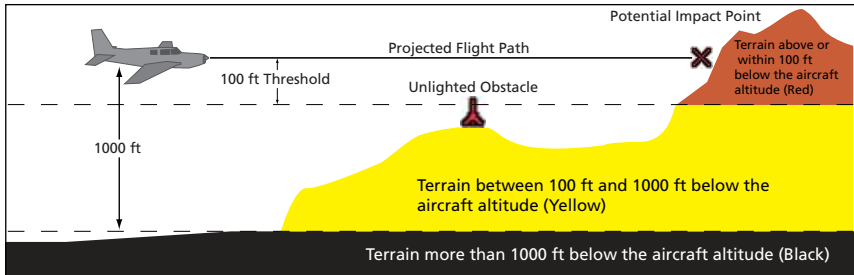 Potential Impact Point
Projected Flight Path
Terrain above or
within 100 ft
below the aircraft
altitude (Red)
100 ft Threshold
Unlighted Obstacle
1000 ft
Terrain between 100 ft and 1000 ft below the
aircraft altitude (Yellow)
Terrain more than 1000 ft below the aircraft altitude (Black)